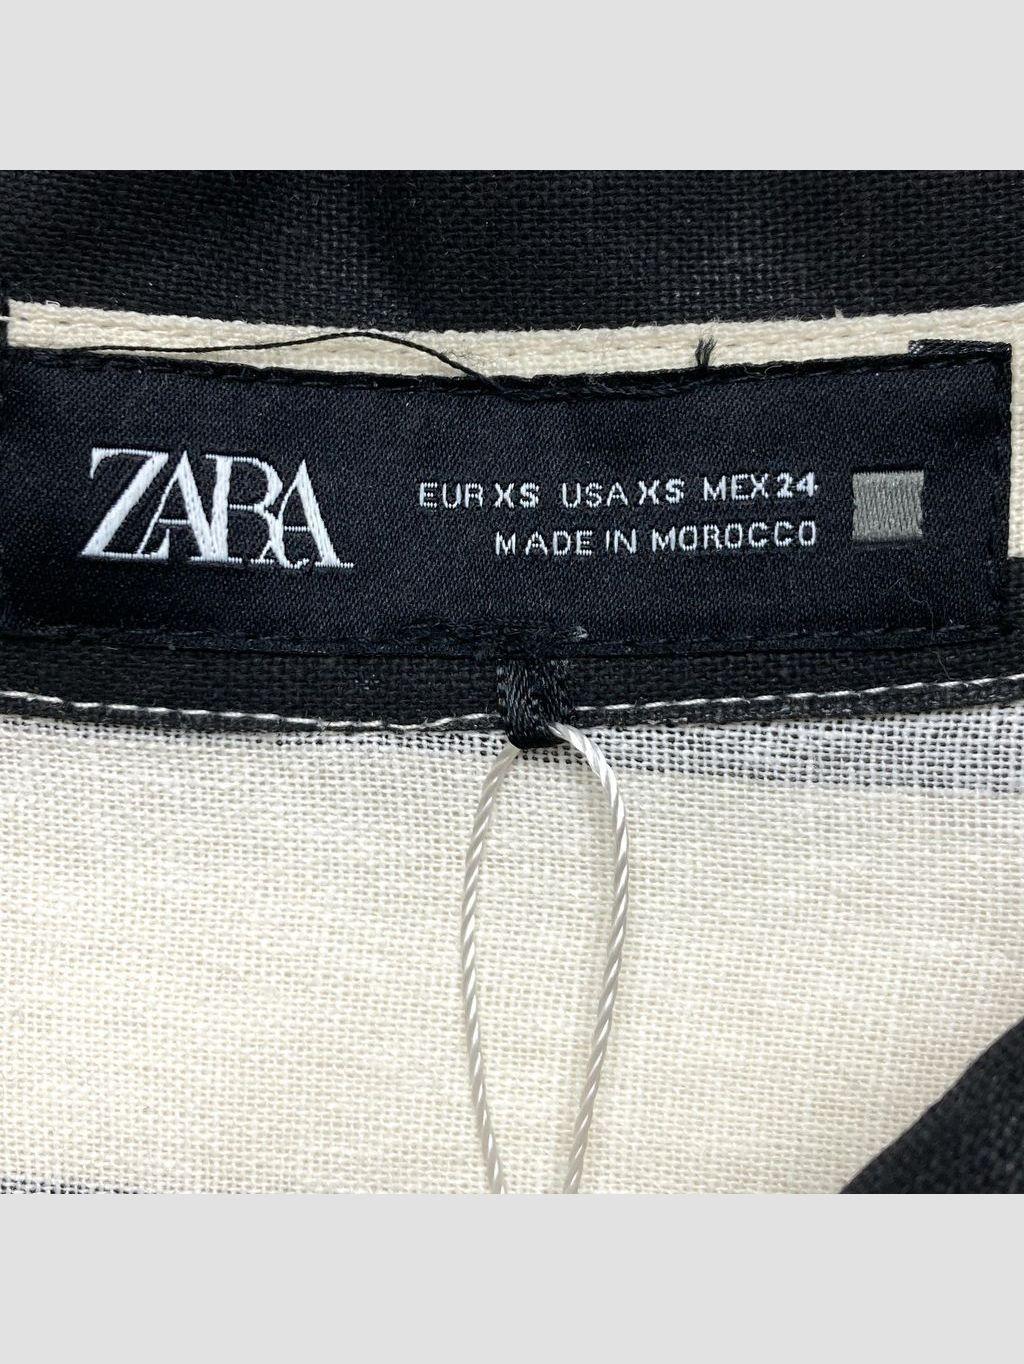 ZARA
EUR XS USA XS MEX 24
MADE IN MOROCCO